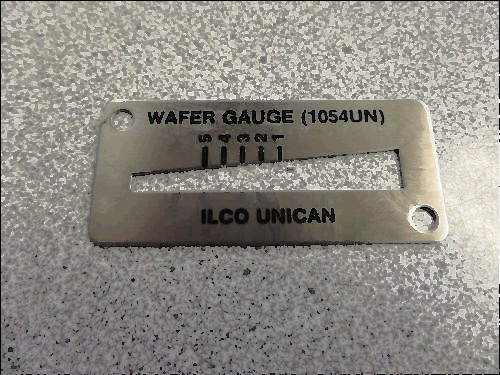 WAFER GAUGE (1054UN)
5 4 3 2 1
ILCO UNICAN